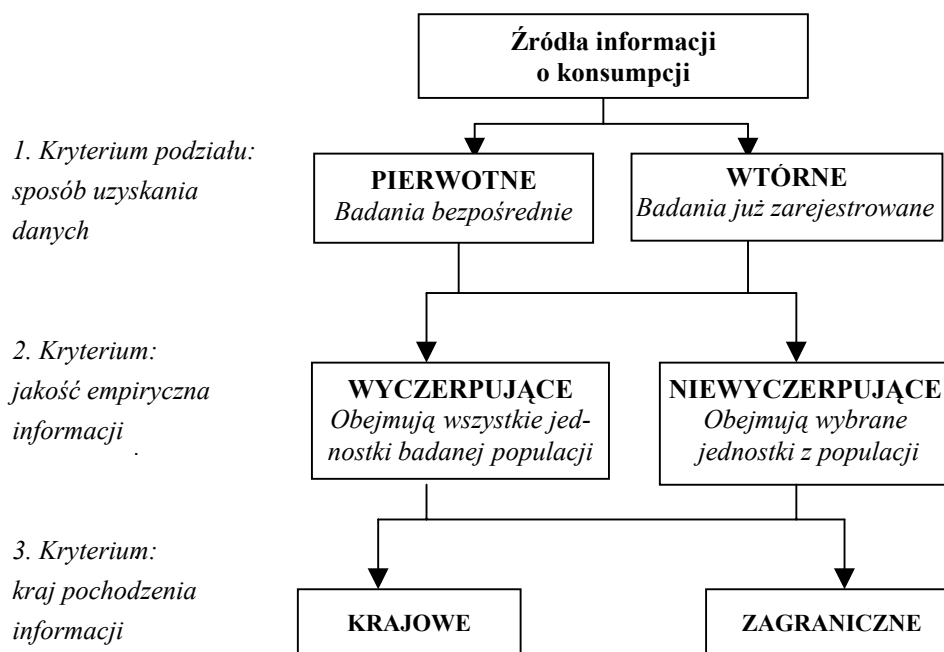 Źródła informacji
o konsumpcji
1. Kryterium podziału:
sposób uzyskania
danych
PIERWOTNE
Badania bezpośrednie
WTÓRNE
Badania już zarejestrowane
2. Kryterium:
jakość empiryczna
informacji
.
WYCZERPUJĄCE
Obejmują wszystkie jed-
nostki badanej populacji
NIEWYCZERPUJĄCE
Obejmują wybrane
jednostki z populacji
3. Kryterium:
kraj pochodzenia
informacji
KRAJOWE
ZAGRANICZNE